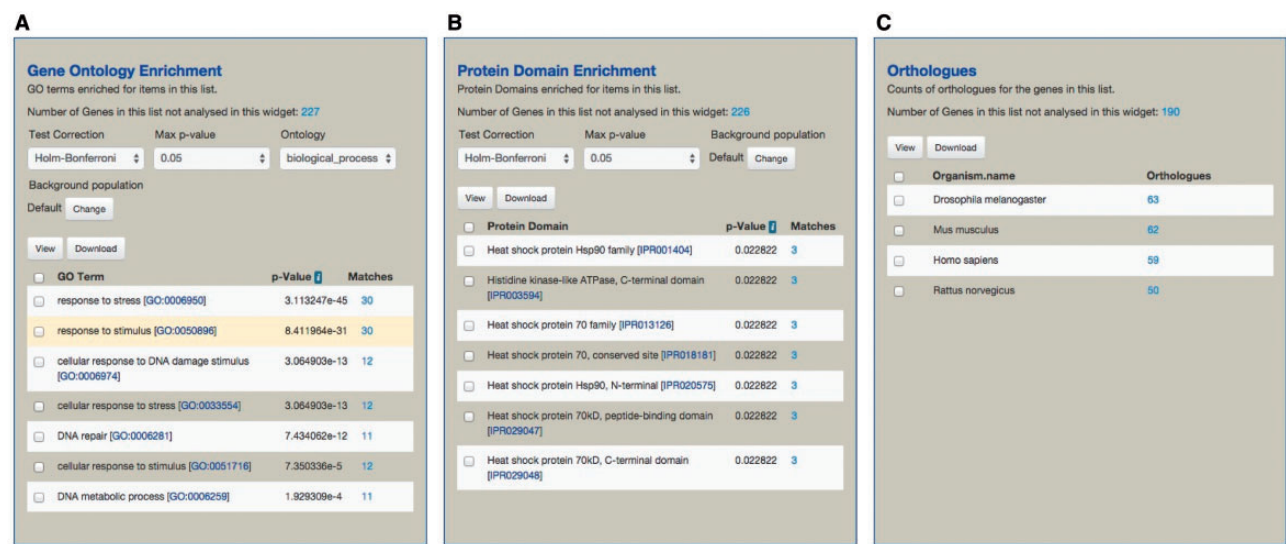 A
Gene Ontology Enrichment
GO terms enriched for items in this list.
Number of Genes in this list not analysed in this widget: 227
Test Correction Max p-value Ontology
Holm-Bonferroni 0.05 biological_process
Background population
Default Change
View Download
GO Term p-Value i Matches
response to stress [GO:0006950] 3.113247e-45 30
response to stimulus [GO:0050896] 8.411964e-31 30
cellular response to DNA damage stimulus 3.064903e-13 12
[GO:0006974]
cellular response to stress [GO:0033554] 3.064903e-13 12
DNA repair [GO:0006281] 7.434062e-12 11
cellular response to stimulus [GO:0051716] 7.350336e-5 12
DNA metabolic process [GO:0006259] 1.929309e-4 11
B
Protein Domain Enrichment
Protein Domains enriched for items in this list.
Number of Genes in this list not analysed in this widget: 226
Test Correction Max p-value Background population
Holm-Bonferroni 0.05 Default Change
View Download
Protein Domain p-Value i Matches
Heat shock protein Hsp90 family [IPR001404] 0.022822 3
Histidine kinase-like ATPase, C-terminal domain 0.022822 3
[IPR003594]
Heat shock protein 70 family [IPR013126] 0.022822 3
Heat shock protein 70, conserved site [IPR018181] 0.022822 3
Heat shock protein Hsp90, N-terminal [IPR020575] 0.022822 3
Heat shock protein 70kD, peptide-binding domain 0.022822 3
[IPR029047]
Heat shock protein 70kD, C-terminal domain 0.022822 3
[IPR029048]
C
Orthologues
Counts of orthologues for the genes in this list.
Number of Genes in this list not analysed in this widget: 190
View Download
Organism.name Orthologues
Drosophila melanogaster 63
Mus musculus 62
Homo sapiens 59
Rattus norvegicus 50